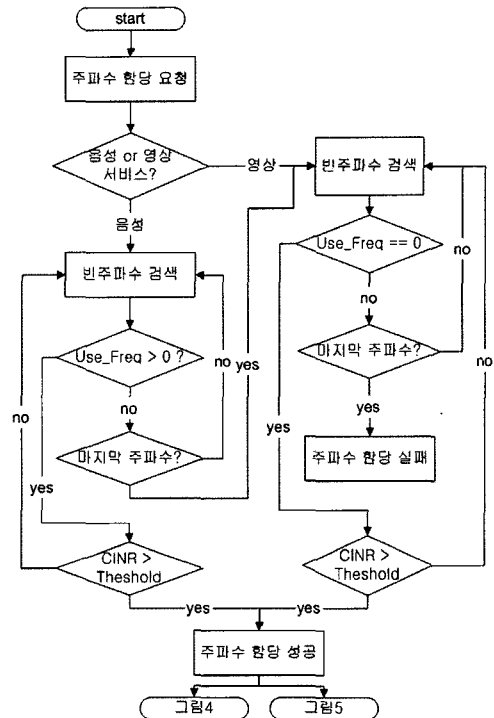 start
주파수 한당 요청
음성 or 영상
서비스?
영상
음성
빈주파수 검색
빈주파수 검색
Use_Freq == 0
no
no
Use_Freq > 0 ?
no
yes
no
마지막 주파수?
마지막 주파수?
yes
주파수 한당 실패
no
no
yes
yes
CINR >
Theshold
CINR >
Theshold
yes
yes
주파수 한당 성공
그림4
그림5